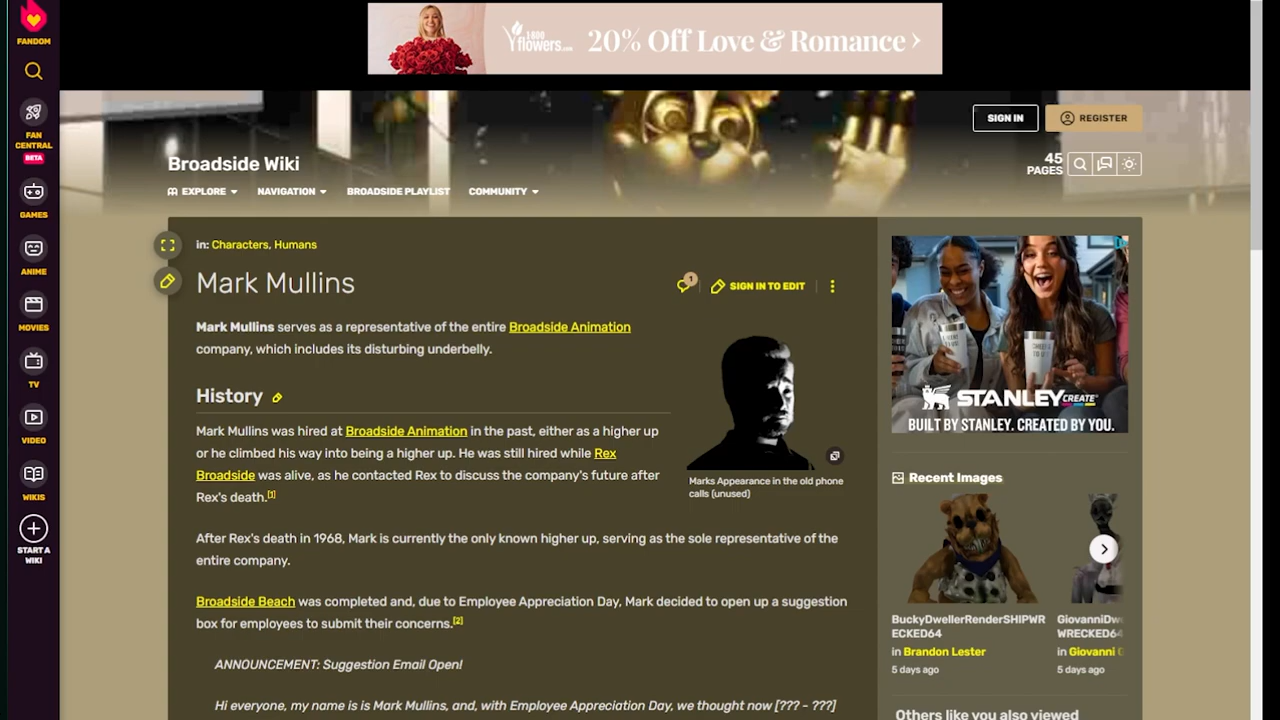 FANDOM
FAN
CENTRAL
BETA
GAMES
ANIME
MOVIES
TV
VIDEO
WIKIS
START A
WIKI
1800
flowers.com
20% Off Love & Romance >
SIGN IN
REGISTER
Broadside Wiki
45
PAGES
EXPLORE
NAVIGATION
BROADSIDE PLAYLIST
COMMUNITY
in: Characters, Humans
Mark Mullins
1
SIGN IN TO EDIT
Mark Mullins serves as a representative of the entire Broadside Animation
company, which includes its disturbing underbelly.
History
Mark Mullins was hired at Broadside Animation in the past, either as a higher up
or he climbed his way into being a higher up. He was still hired while Rex
Broadside was alive, as he contacted Rex to discuss the company's future after
Rex's death.[1]
Marks Appearance in the old phone
calls (unused)
After Rex's death in 1968, Mark is currently the only known higher up, serving as the sole representative of the
entire company.
Broadside Beach was completed and, due to Employee Appreciation Day, Mark decided to open up a suggestion
box for employees to submit their concerns.[2]
ANNOUNCEMENT: Suggestion Email Open!
Hi everyone, my name is is Mark Mullins, and, with Employee Appreciation Day, we thought now [??? - ???]
STANLEY CREATE
BUILT BY STANLEY. CREATED BY YOU.
Recent Images
BuckyDwellerRenderSHIPWR
ECKED64
in Brandon Lester
5 days ago
GiovanniDw
WRECKED64
in Giovanni
5 days ago
Others like you also viewed